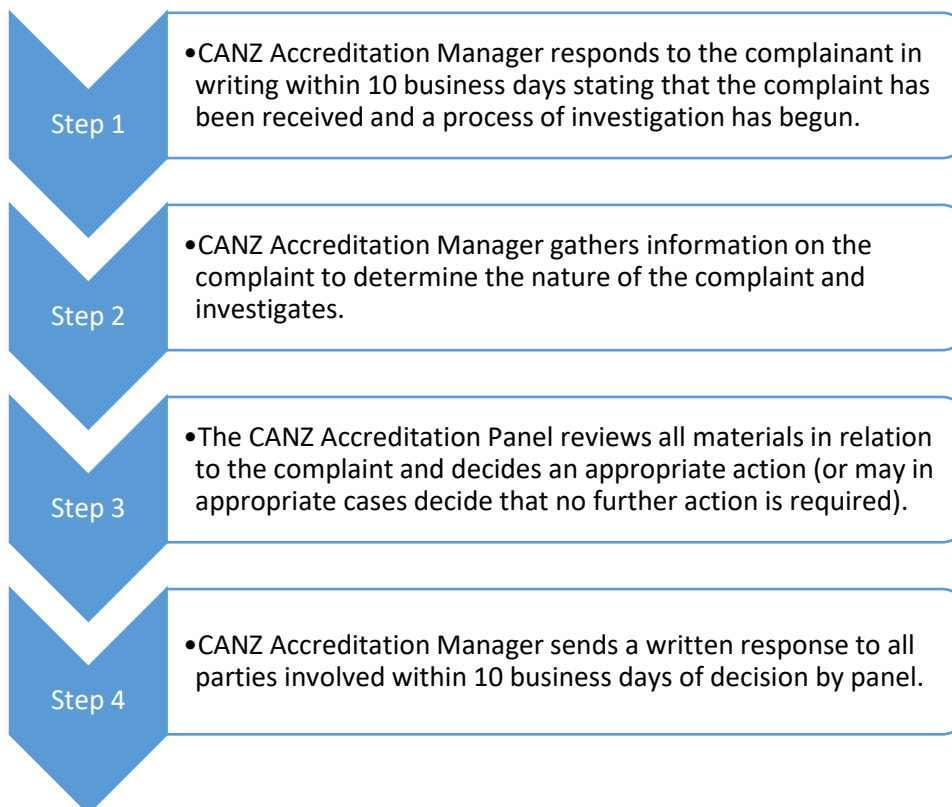 Step 1
•CANZ Accreditation Manager responds to the complainant in
writing within 10 business days stating that the complaint has
been received and a process of investigation has begun.
Step 2
•CANZ Accreditation Manager gathers information on the
complaint to determine the nature of the complaint and
investigates.
Step 3
•The CANZ Accreditation Panel reviews all materials in relation
to the complaint and decides an appropriate action (or may in
appropriate cases decide that no further action is required).
Step 4
•CANZ Accreditation Manager sends a written response to all
parties involved within 10 business days of decision by panel.